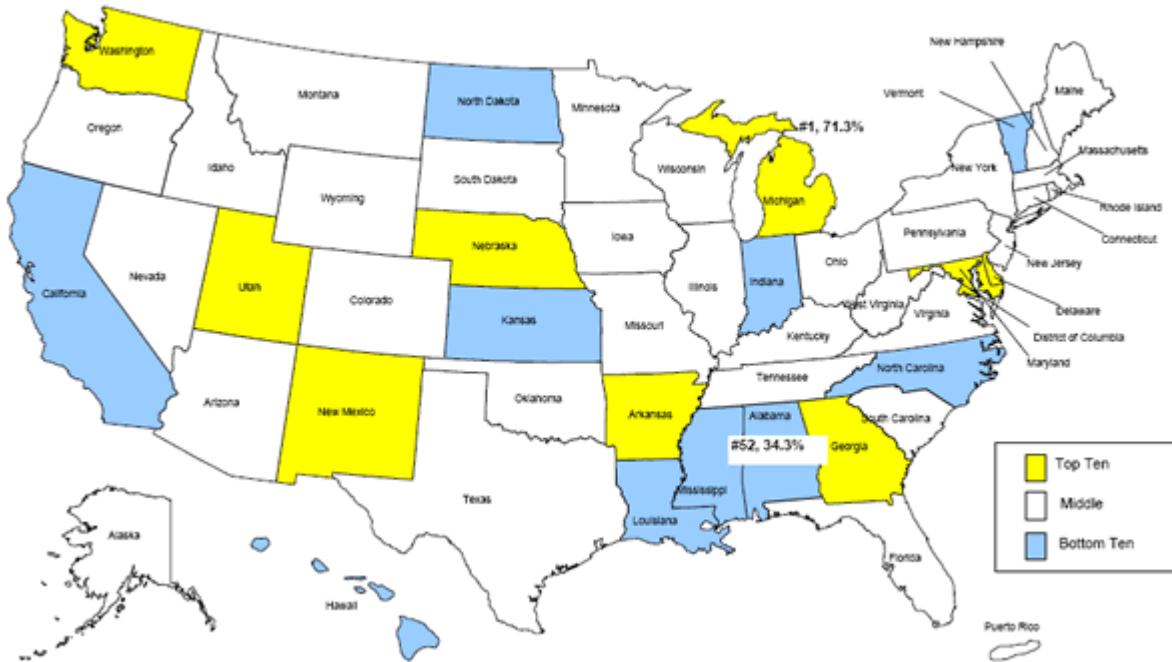 Washington
New Hampshire
Montana
North Dakota
Minnesota
Vermont
Maine
Oregon
#1, 71.3%
Idaho
Wisconsin
Massachusetts
South Dakota
New York
Wyoming
Michigan
Rhode Island
Nebraska
Iowa
Pennsylvania
Connecticut
Nevada
Ohio
New Jersey
Utah
Illinois
Indiana
California
Colorado
Kansas
Missouri
West Virginia
Virginia
Delaware
District of Columbia
Kentucky
Maryland
North Carolina
Tennessee
Arizona
Oklahoma
New Mexico
Arkansas
Alabama
South Carolina
#52, 34.3%
Georgia
Top Ten
Mississippi
Texas
Middle
Louisiana
Alaska
Bottom Ten
Florida
Hawaii
Puerto Rico